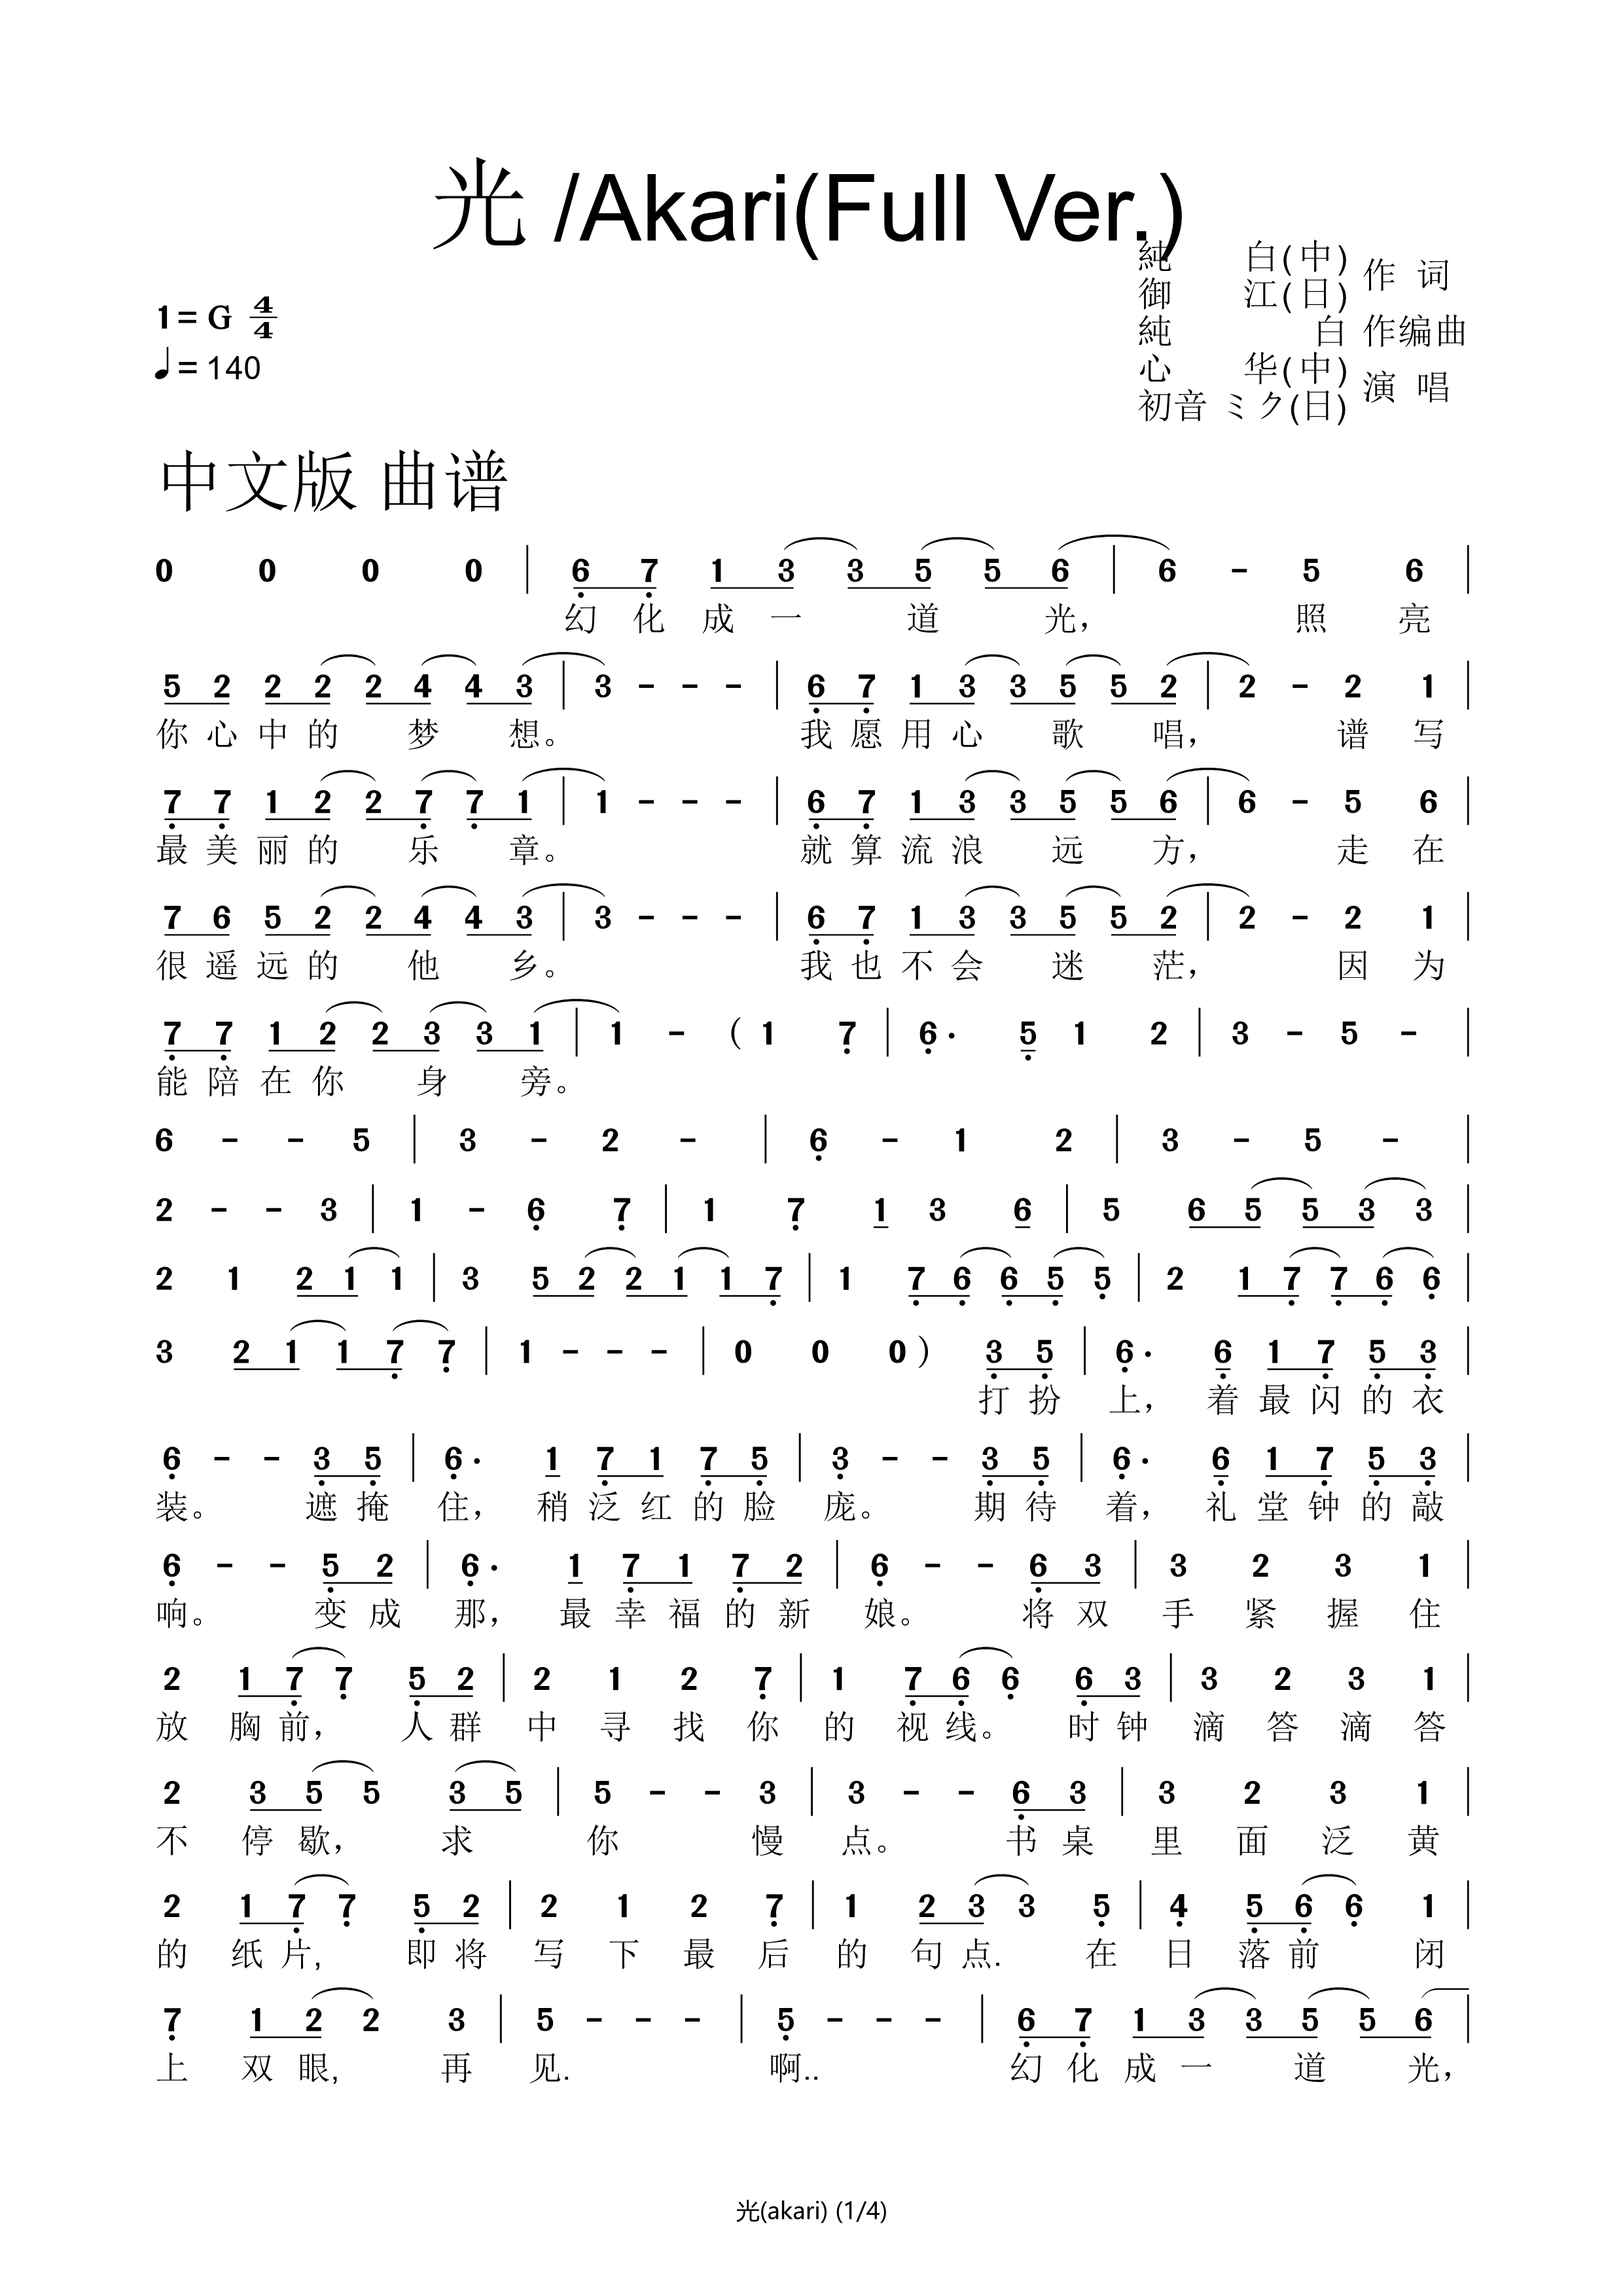 光 /Akari(Full Ver.)
純 白(中) 作 词
御 江(日)
純 白 作编曲
心 华(中) 演 唱
初音 ミク(日)
1= G 4/4
♩= 140
中文版 曲谱
0 0 0 0 | 6 7 1 3 3 5 5 6 | 6 - 5 6 |
幻 化 成 一 道 光， 照 亮
5 2 2 2 2 4 4 3 | 3 - - - | 6 7 1 3 3 5 5 2 | 2 - 2 1 |
你 心 中 的 梦 想。 我 愿 用 心 歌 唱， 谱 写
7 7 1 2 2 7 7 1 | 1 - - - | 6 7 1 3 3 5 5 6 | 6 - 5 6 |
最 美 丽 的 乐 章。 就 算 流 浪 远 方， 走 在
7 6 5 2 2 4 4 3 | 3 - - - | 6 7 1 3 3 5 5 2 | 2 - 2 1 |
很 遥 远 的 他 乡。 我 也 不 会 迷 茫， 因 为
7 7 1 2 2 3 3 1 | 1 - ( 1 7 | 6· 5 1 2 | 3 - 5 - |
能 陪 在 你 身 旁。
6 - - 5 | 3 - 2 - | 6 - 1 2 | 3 - 5 - |
2 - - 3 | 1 - 6 7 | 1 7 1 3 6 | 5 6 5 5 3 3 |
2 1 2 1 1 | 3 5 2 2 1 1 7 | 1 7 6 6 5 5 | 2 1 7 7 6 6 |
3 2 1 1 7 7 | 1 - - - | 0 0 0 ) 3 5 | 6· 6 1 7 5 3 |
打 扮 上， 着 最 闪 的 衣
6 - - 3 5 | 6· 1 7 1 7 5 | 3 - - 3 5 | 6· 6 1 7 5 3 |
装。 遮 掩 住， 稍 泛 红 的 脸 庞。 期 待 着， 礼 堂 钟 的 敲
6 - - 5 2 | 6· 1 7 1 7 2 | 6 - - 6 3 | 3 2 3 1 |
响。 变 成 那， 最 幸 福 的 新 娘。 将 双 手 紧 握 住
2 1 7 7 5 2 | 2 1 2 7 | 1 7 6 6 6 3 | 3 2 3 1 |
放 胸 前， 人 群 中 寻 找 你 的 视 线。 时 钟 滴 答 滴 答
2 3 5 5 3 5 | 5 - - 3 | 3 - - 6 3 | 3 2 3 1 |
不 停 歇， 求 你 慢 点。 书 桌 里 面 泛 黄
2 1 7 7 5 2 | 2 1 2 7 | 1 2 3 3 5 | 4 5 6 6 1 |
的 纸 片, 即 将 写 下 最 后 的 句 点. 在 日 落 前 闭
7 1 2 2 3 | 5 - - - | 5 - - - | 6 7 1 3 3 5 5 6 |
上 双 眼, 再 见. 啊.. 幻 化 成 一 道 光，
光(akari) (1/4)